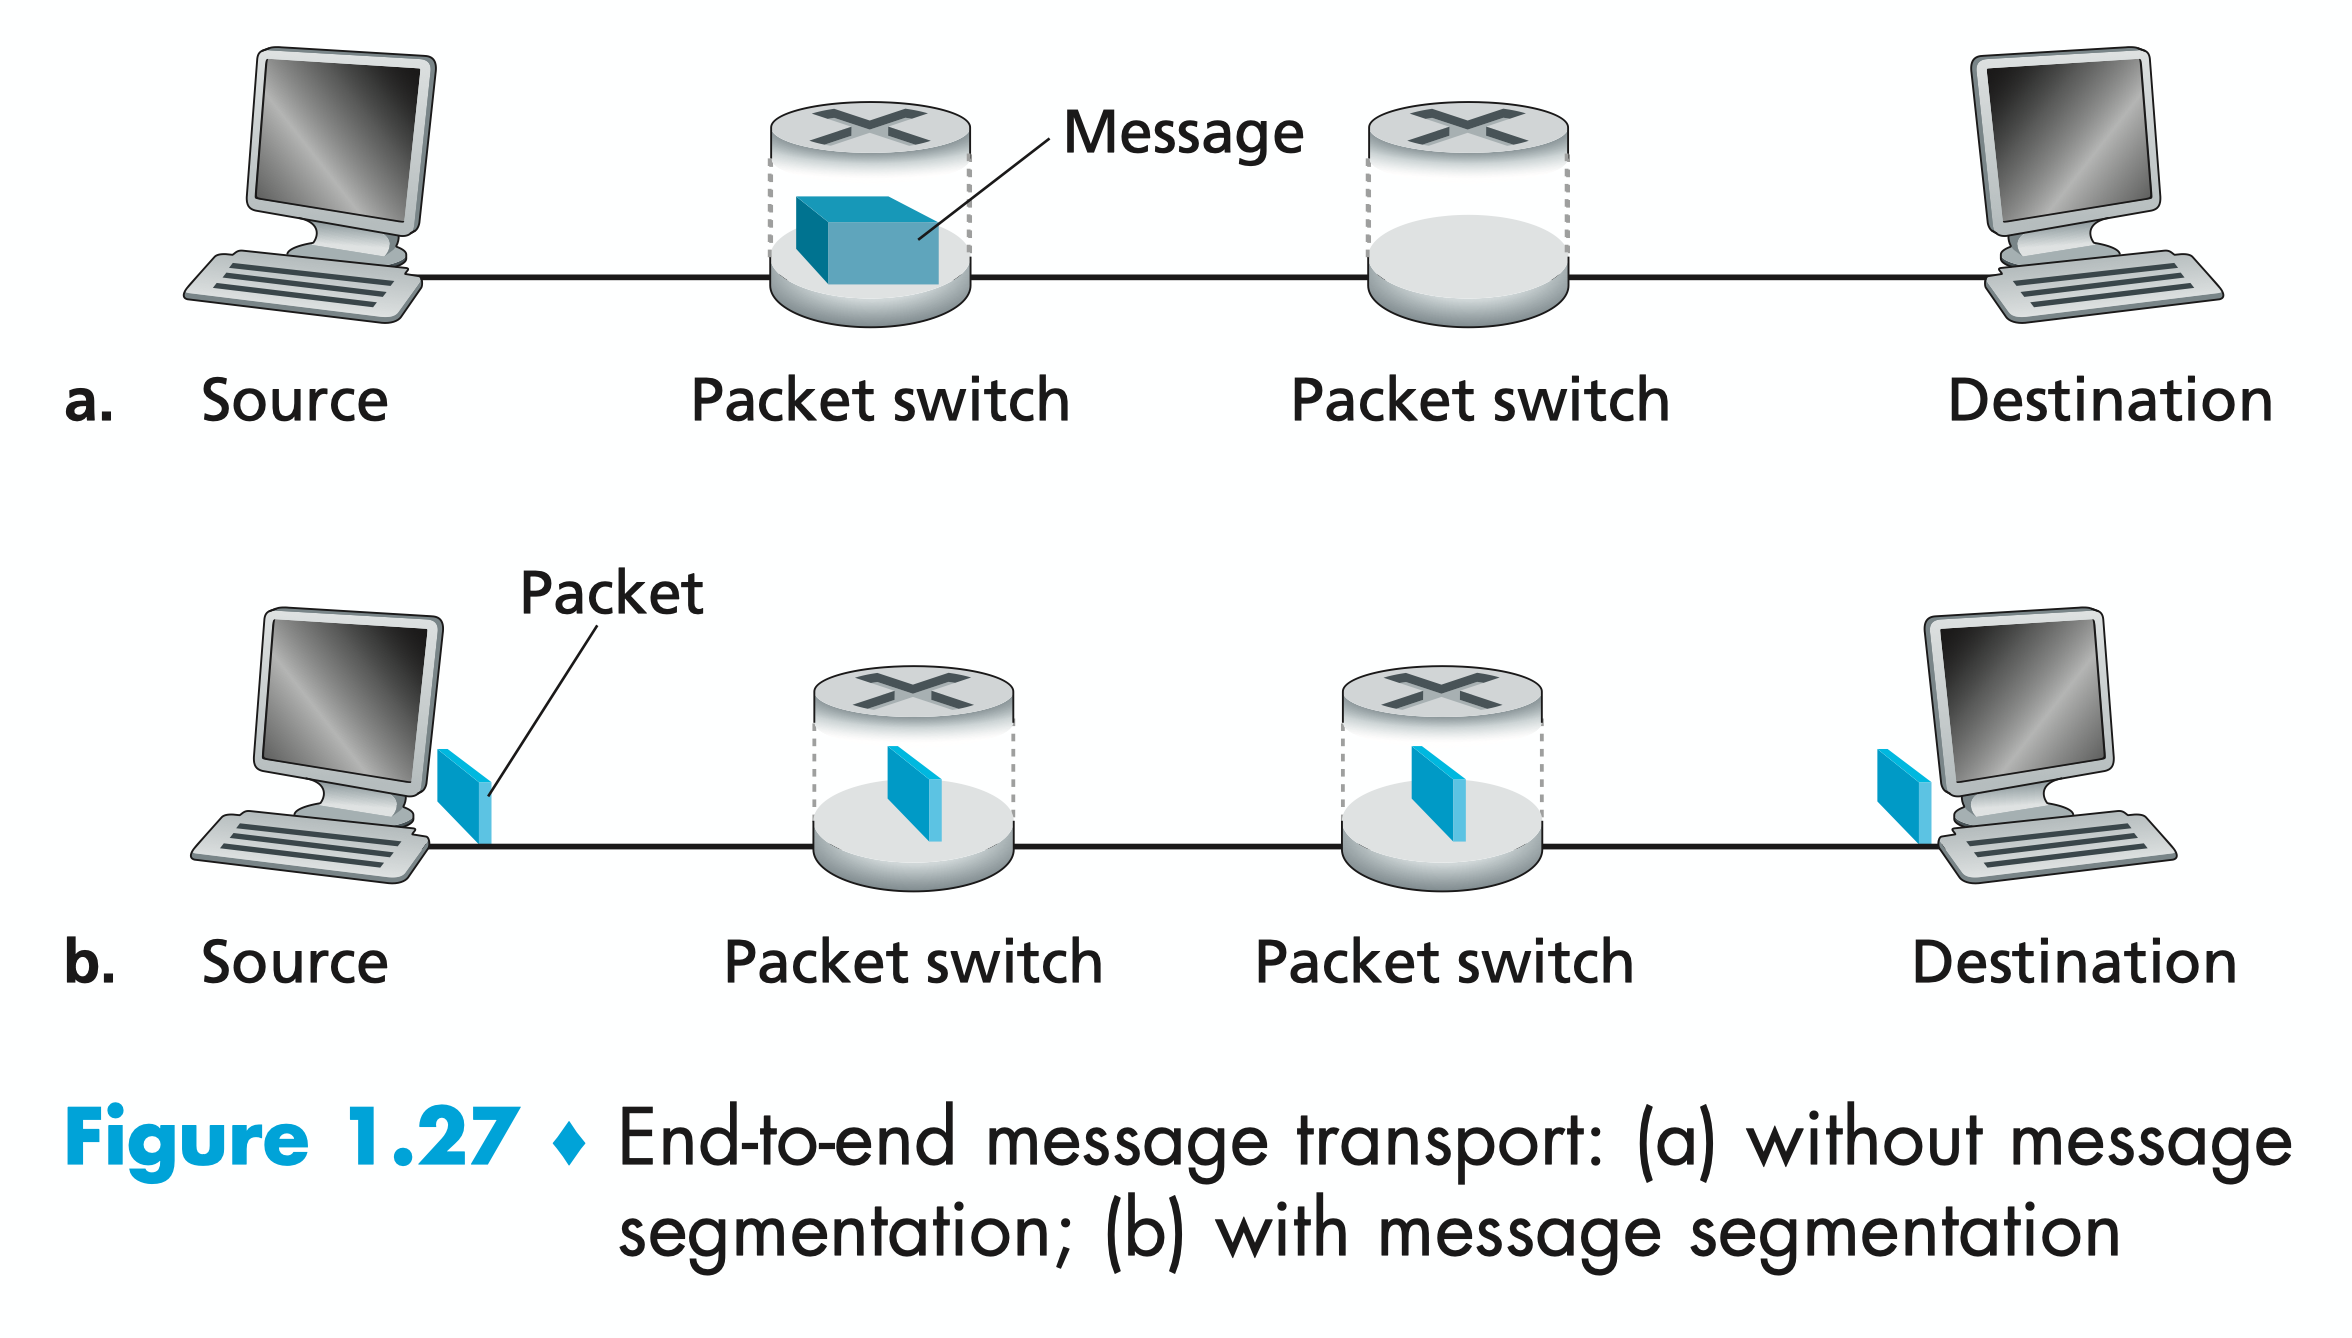 Message
a. Source Packet switch Packet switch Destination
Packet
b. Source Packet switch Packet switch Destination
Figure 1.27 ♦ End-to-end message transport: (a) without message
segmentation; (b) with message segmentation